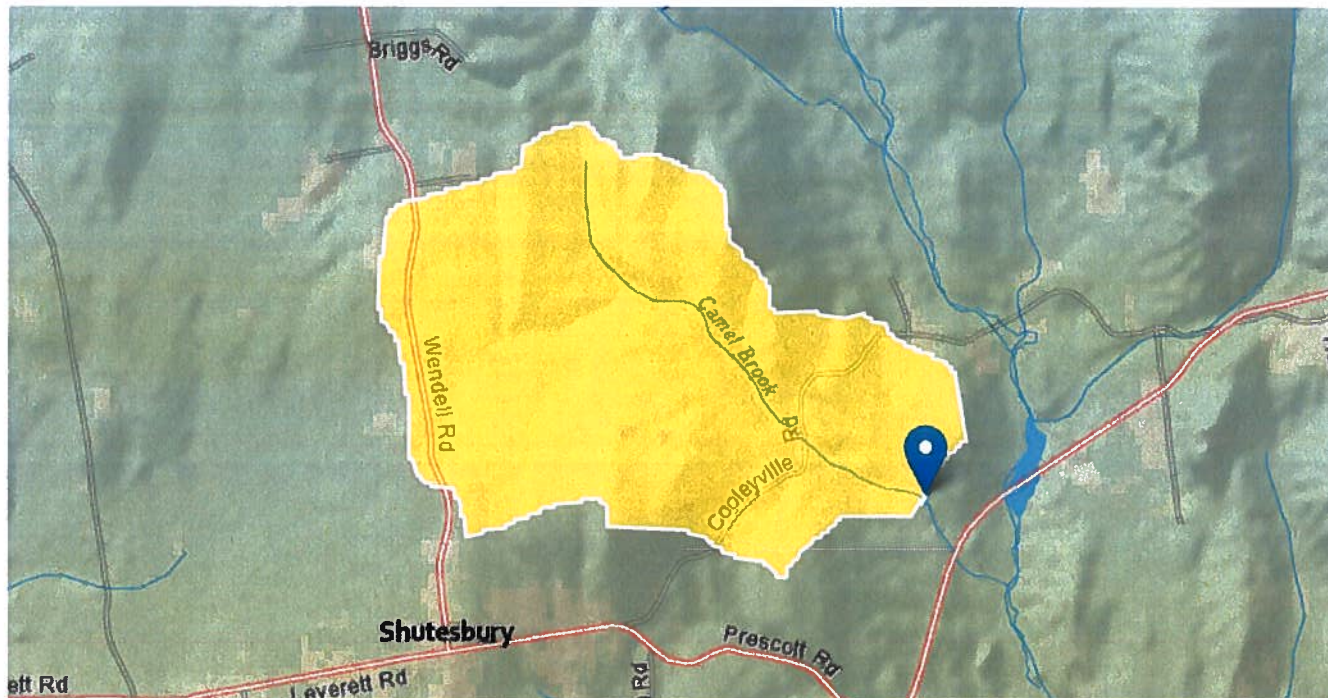 Briggs Rd
Camel Brook
Wendell Rd
Rd
Cooleyville
Shutesbury
Prescott Rd
ett Rd
Leverett Rd
Rd